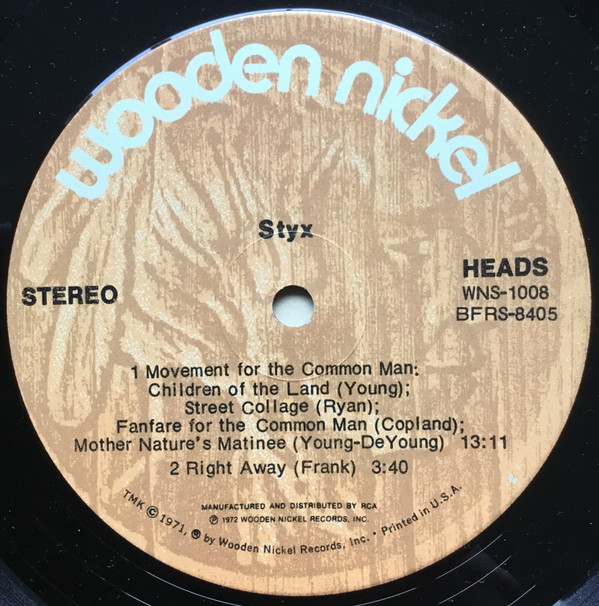 wooden nickel
Styx
STEREO
HEADS
WNS-1008
BFRS-8405
1 Movement for the Common Man:
Children of the Land (Young);
Street Collage (Ryan);
Fanfare for the Common Man (Copland);
Mother Nature's Matinee (Young-DeYoung) 13:11
2 Right Away (Frank) 3:40
MANUFACTURED AND DISTRIBUTED BY RCA
℗ 1972 WOODEN NICKEL RECORDS, INC.
TMK © 1971, ® by Wooden Nickel Records, Inc. • Printed in U.S.A.